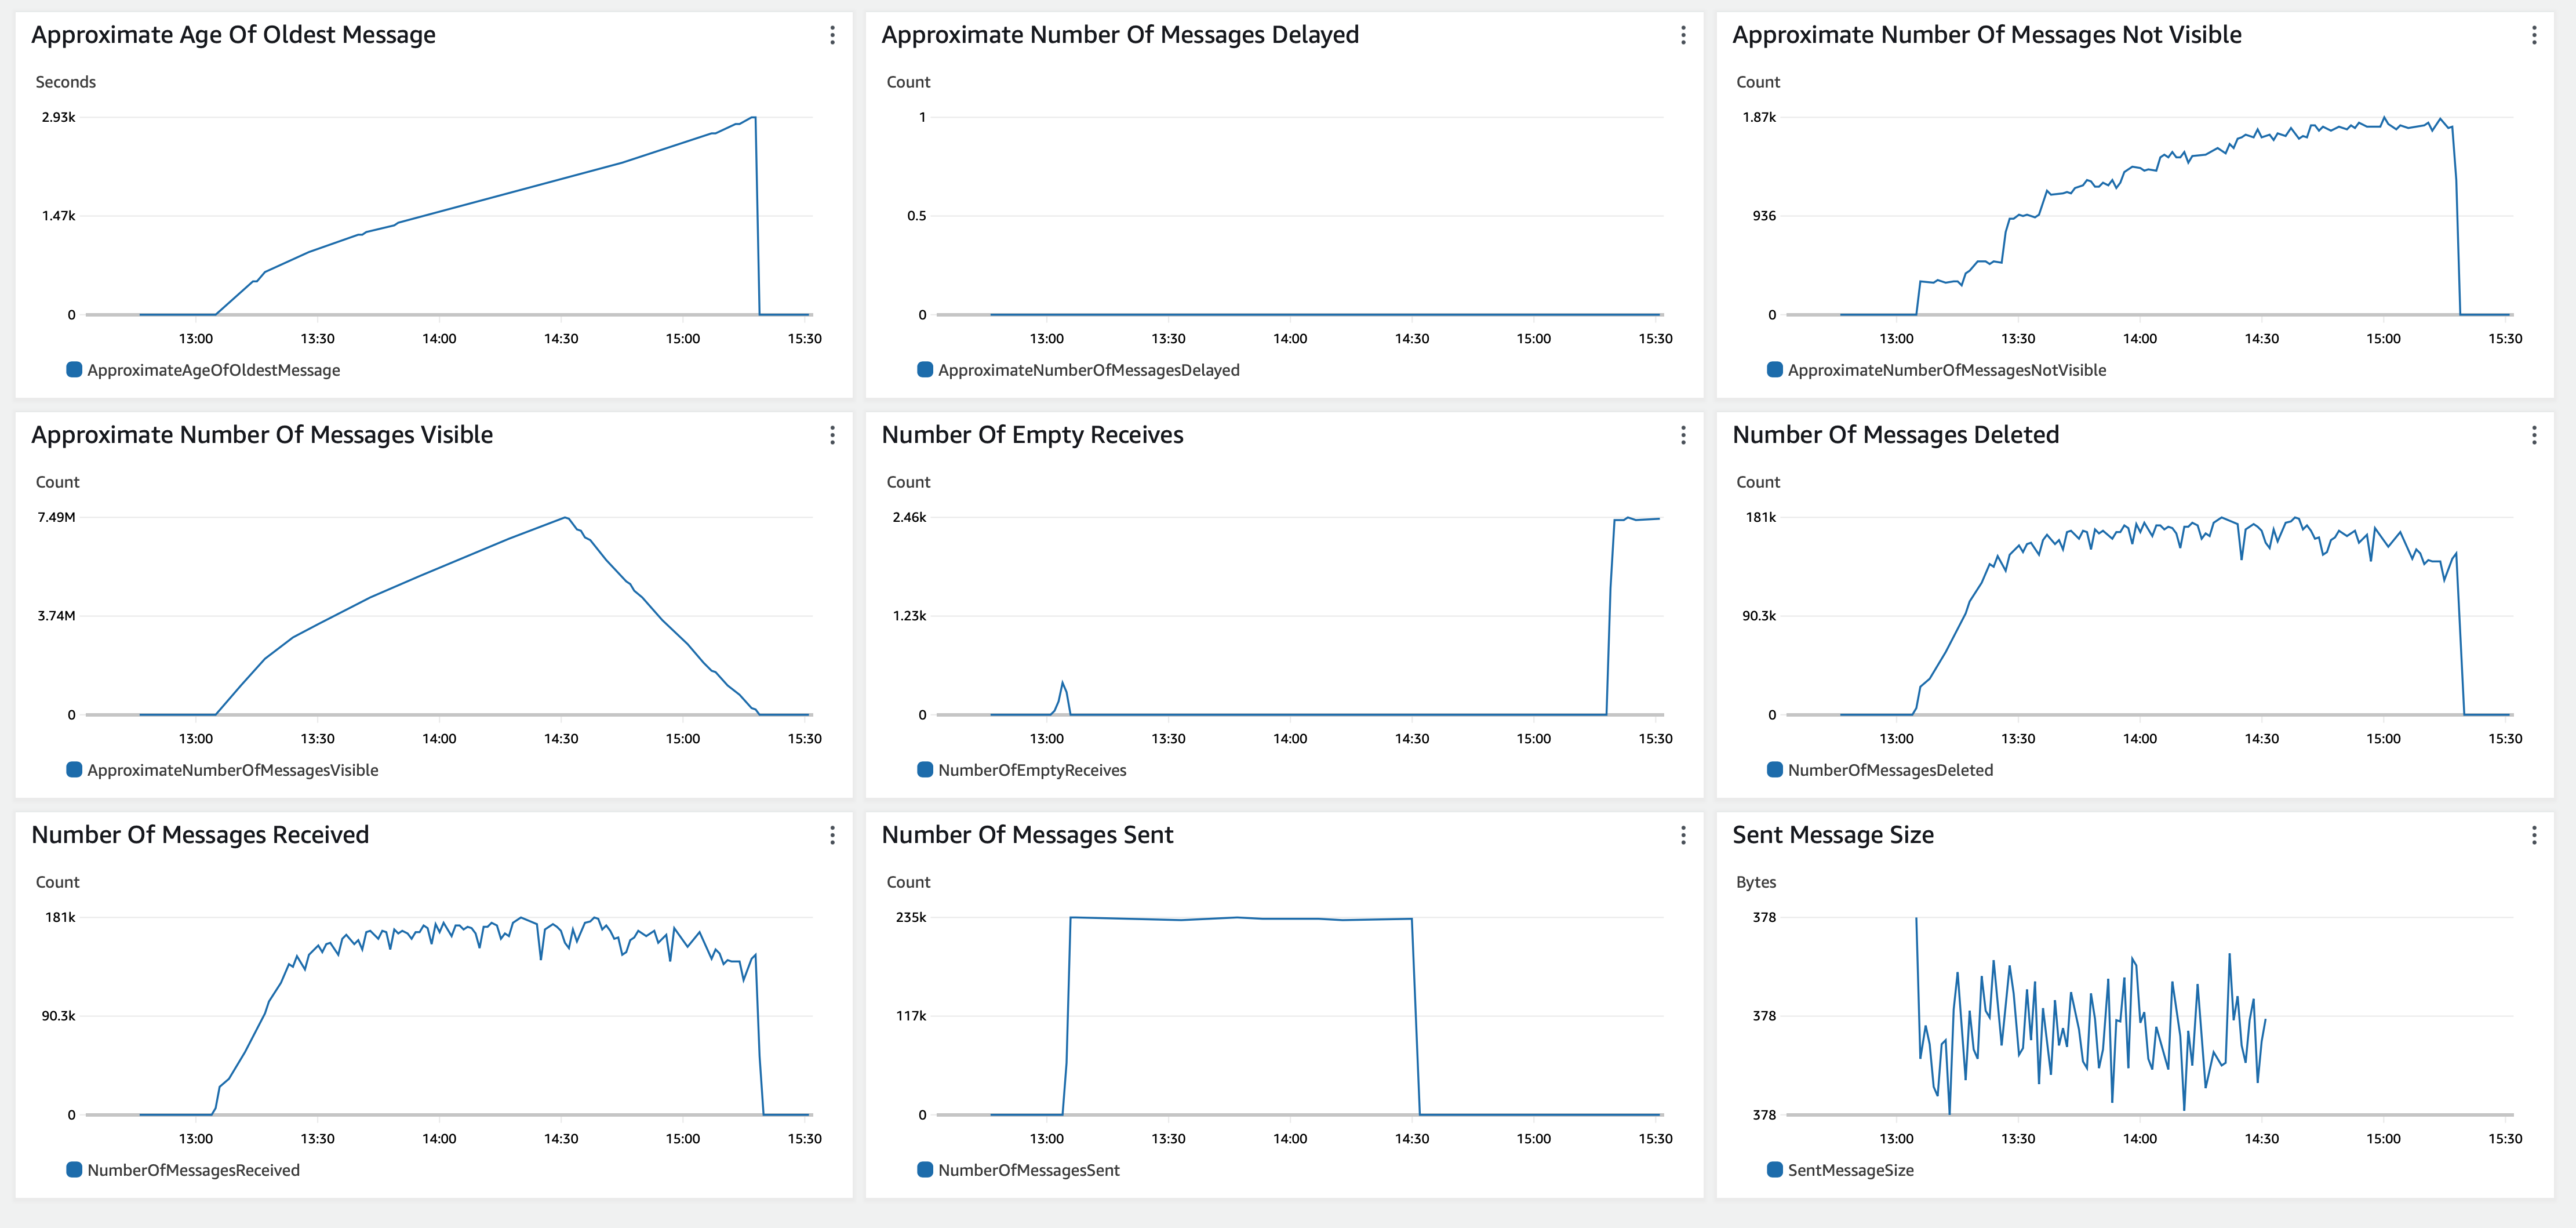 Approximate Age Of Oldest Message
Seconds
2.93k
1.47k
0
13:00 13:30 14:00 14:30 15:00 15:30
ApproximateAgeOfOldestMessage
Approximate Number Of Messages Delayed
Count
1
0.5
0
13:00 13:30 14:00 14:30 15:00 15:30
ApproximateNumberOfMessagesDelayed
Approximate Number Of Messages Not Visible
Count
1.87k
936
0
13:00 13:30 14:00 14:30 15:00 15:30
ApproximateNumberOfMessagesNotVisible
Approximate Number Of Messages Visible
Count
7.49M
3.74M
0
13:00 13:30 14:00 14:30 15:00 15:30
ApproximateNumberOfMessagesVisible
Number Of Empty Receives
Count
2.46k
1.23k
0
13:00 13:30 14:00 14:30 15:00 15:30
NumberOfEmptyReceives
Number Of Messages Deleted
Count
181k
90.3k
0
13:00 13:30 14:00 14:30 15:00 15:30
NumberOfMessagesDeleted
Number Of Messages Received
Count
181k
90.3k
0
13:00 13:30 14:00 14:30 15:00 15:30
NumberOfMessagesReceived
Number Of Messages Sent
Count
235k
117k
0
13:00 13:30 14:00 14:30 15:00 15:30
NumberOfMessagesSent
Sent Message Size
Bytes
378
378
378
13:00 13:30 14:00 14:30 15:00 15:30
SentMessageSize